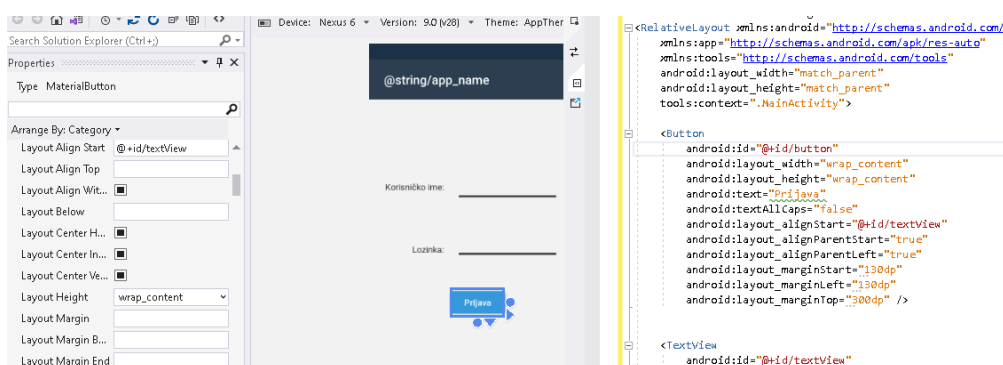 Device: Nexus 6 Version: 9.0 (v28) Theme: AppTher
Search Solution Explorer (Ctrl+;)
Properties
Type MaterialButton
Arrange By: Category
Layout Align Start @+id/textView
Layout Align Top
Layout Align Wit...
Layout Below
Layout Center H...
Layout Center In...
Layout Center Ve...
Layout Height wrap_content
Layout Margin
Layout Margin B...
Layout Margin End
@string/app_name
Korisničko ime:
Lozinka:
Prijava
<RelativeLayout xmlns:android="http://schemas.android.com/
xmlns:app="http://schemas.android.com/apk/res-auto"
xmlns:tools="http://schemas.android.com/tools"
android:layout_width="match_parent"
android:layout_height="match_parent"
tools:context=".MainActivity">
<Button
android:id="@+id/button"
android:layout_width="wrap_content"
android:layout_height="wrap_content"
android:text="Prijava"
android:textAllCaps="false"
android:layout_alignStart="@+id/textView"
android:layout_alignParentStart="true"
android:layout_alignParentLeft="true"
android:layout_marginStart="130dp"
android:layout_marginLeft="130dp"
android:layout_marginTop="300dp" />
<TextView
android:id="@+id/textView"